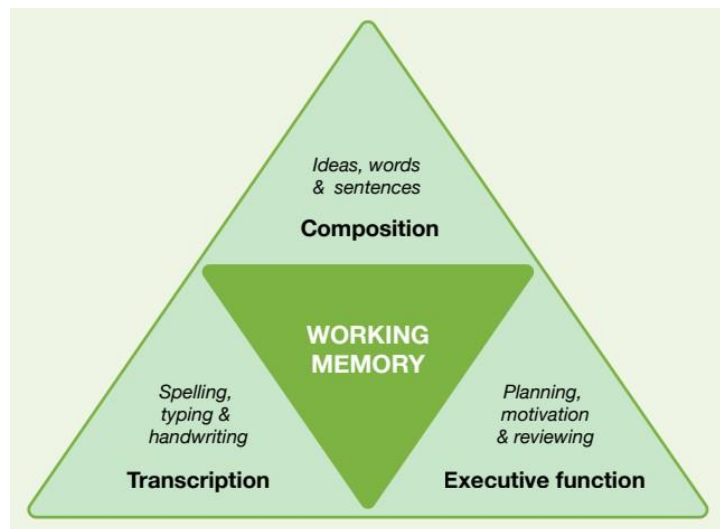 Ideas, words
& sentences
Composition
WORKING
MEMORY
Spelling,
typing &
handwriting
Transcription
Planning,
motivation
& reviewing
Executive function